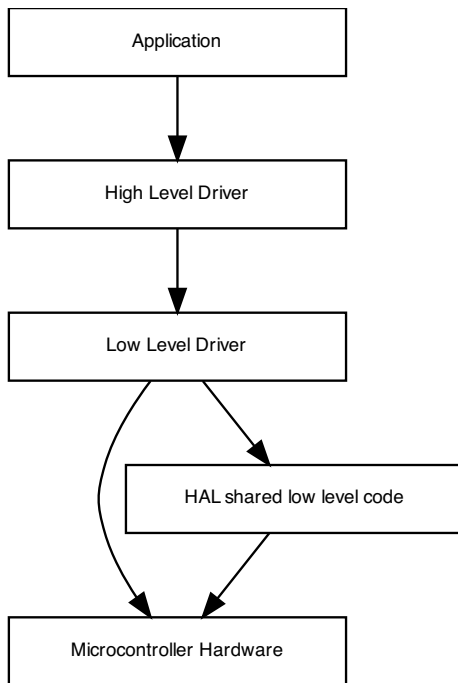 Application
High Level Driver
Low Level Driver
HAL shared low level code
Microcontroller Hardware